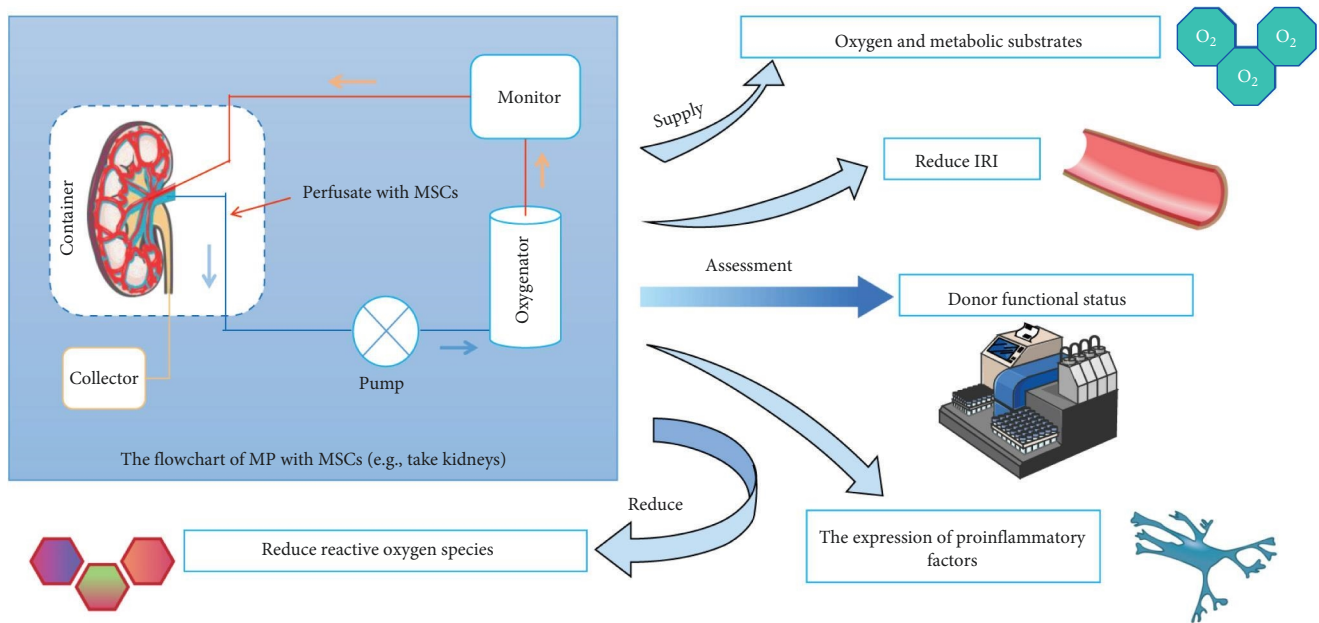 Monitor
Container
Perfusate with MSCs
Oxygenator
Pump
Collector
The flowchart of MP with MSCs (e.g., take kidneys)
Supply
Oxygen and metabolic substrates
O2
O2
O2
Reduce IRI
Assessment
Donor functional status
The expression of proinflammatory
factors
Reduce
Reduce reactive oxygen species